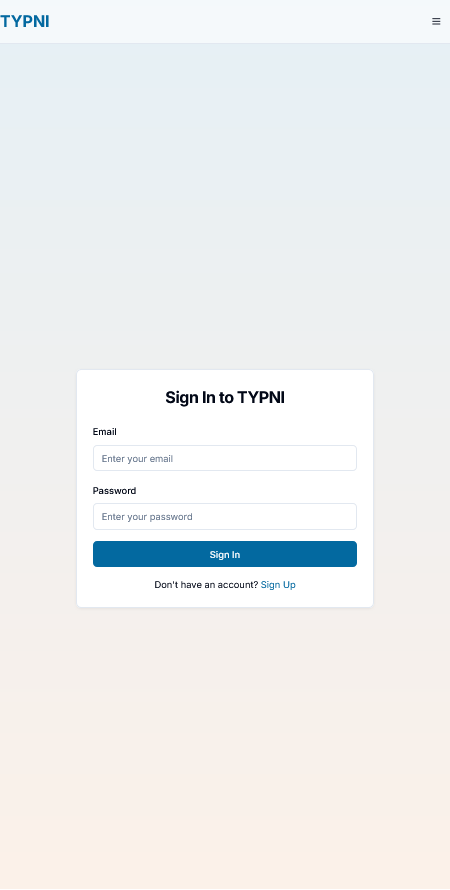 TYPNI
Sign In to TYPNI
Email
Enter your email
Password
Enter your password
Sign In
Don't have an account? Sign Up